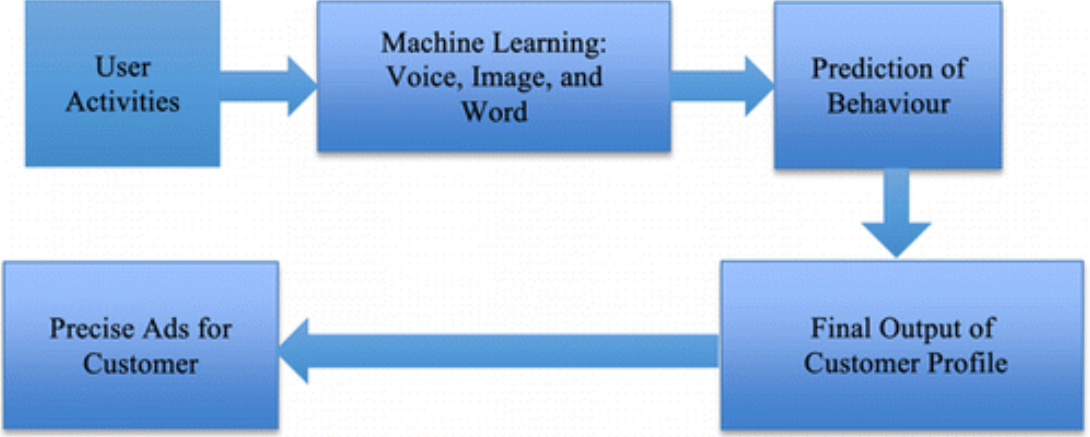 User
Activities
Machine Learning:
Voice, Image, and
Word
Prediction of
Behaviour
Final Output of
Customer Profile
Precise Ads for
Customer